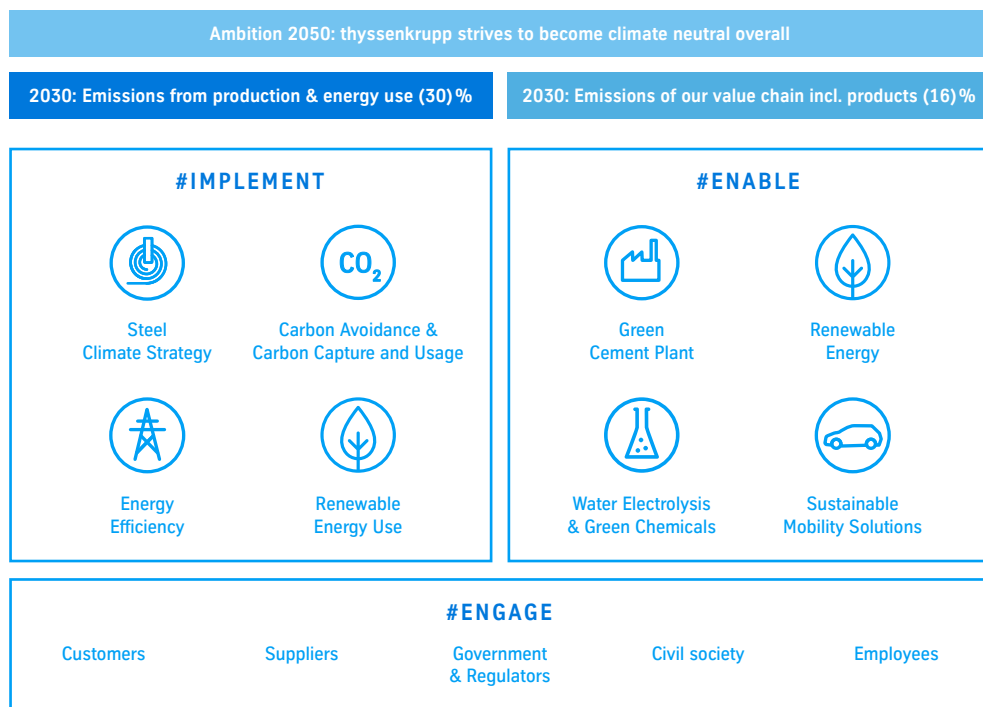 Ambition 2050: thyssenkrupp strives to become climate neutral overall
2030: Emissions from production & energy use (30)%
2030: Emissions of our value chain incl. products (16)%
#IMPLEMENT
Steel
Climate Strategy
CO2
Carbon Avoidance &
Carbon Capture and Usage
Energy
Efficiency
Renewable
Energy Use
#ENABLE
Green
Cement Plant
Renewable
Energy
Water Electrolysis
& Green Chemicals
Sustainable
Mobility Solutions
#ENGAGE
Customers
Suppliers
Government
& Regulators
Civil society
Employees